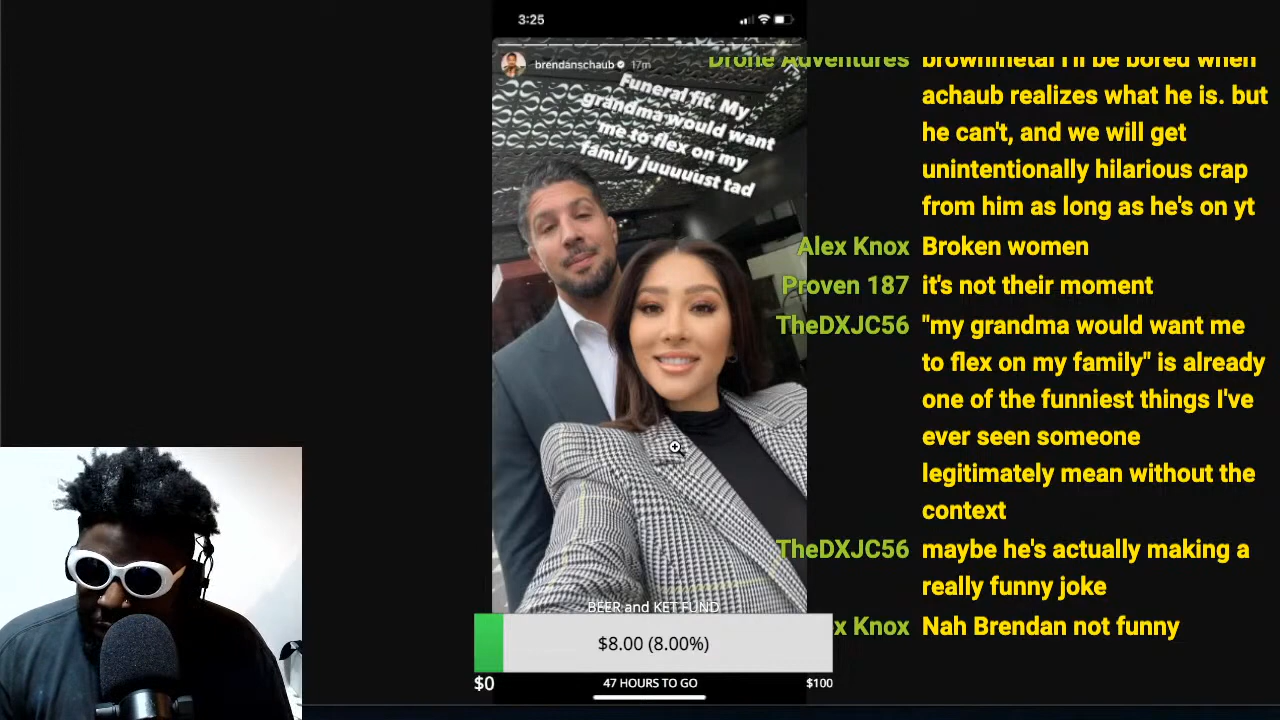 3:25
brendanschaub 17m
Funeral fit. My
grandma would want
me to flex on my
family juuuuust tad
Drone Adventures brownmetal i'll be bored when
achaub realizes what he is. but
he can't, and we will get
unintentionally hilarious crap
from him as long as he's on yt
Alex Knox Broken women
Proven 187 it's not their moment
TheDXJC56 "my grandma would want me
to flex on my family" is already
one of the funniest things I've
ever seen someone
legitimately mean without the
context
TheDXJC56 maybe he's actually making a
really funny joke
x Knox Nah Brendan not funny
BEER and KET FUND
$8.00 (8.00%)
$0 47 HOURS TO GO $100